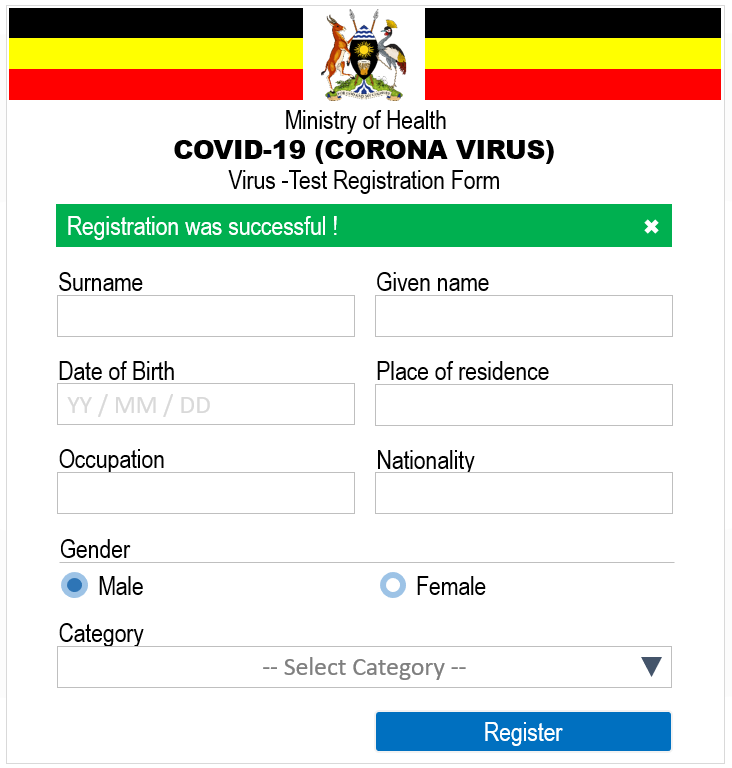 Ministry of Health
COVID-19 (CORONA VIRUS)
Virus -Test Registration Form
Registration was successful !
Surname
Given name
Date of Birth
Place of residence
YY / MM / DD
Occupation
Nationality
Gender
Male
Female
Category
-- Select Category --
Register